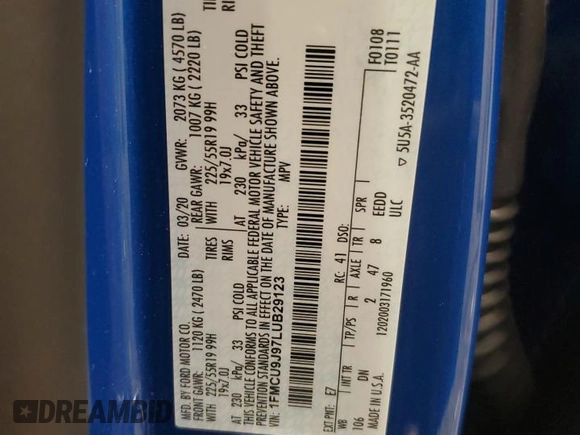 MFD. BY FORD MOTOR CO.
DATE: 03/20 GVWR: 2073 KG ( 4570 LB)
FRONT GAWR: 1120 KG ( 2470 LB) REAR GAWR: 1007 KG ( 2220 LB)
WITH 225/55R19 99H TIRES WITH 225/55R19 99H TIRES
19x7.0J RIMS 19x7.0J RIMS
AT 230 kPa/ 33 PSI COLD AT 230 kPa/ 33 PSI COLD
THIS VEHICLE CONFORMS TO ALL APPLICABLE FEDERAL MOTOR VEHICLE SAFETY AND THEFT
PREVENTION STANDARDS IN EFFECT ON THE DATE OF MANUFACTURE SHOWN ABOVE.
1FMCU9J97LUB29123 TYPE: MPV
F0108
T0111
EXT PNT: E7 RC: 41 DSO:
WB INT TR TP/PS R AXLE TR SPR
106 DN 2 47 8 EEDD
MADE IN U.S.A. 1202003171960 ULC
▽ 5U5A-3520472-AA
DREAMBID